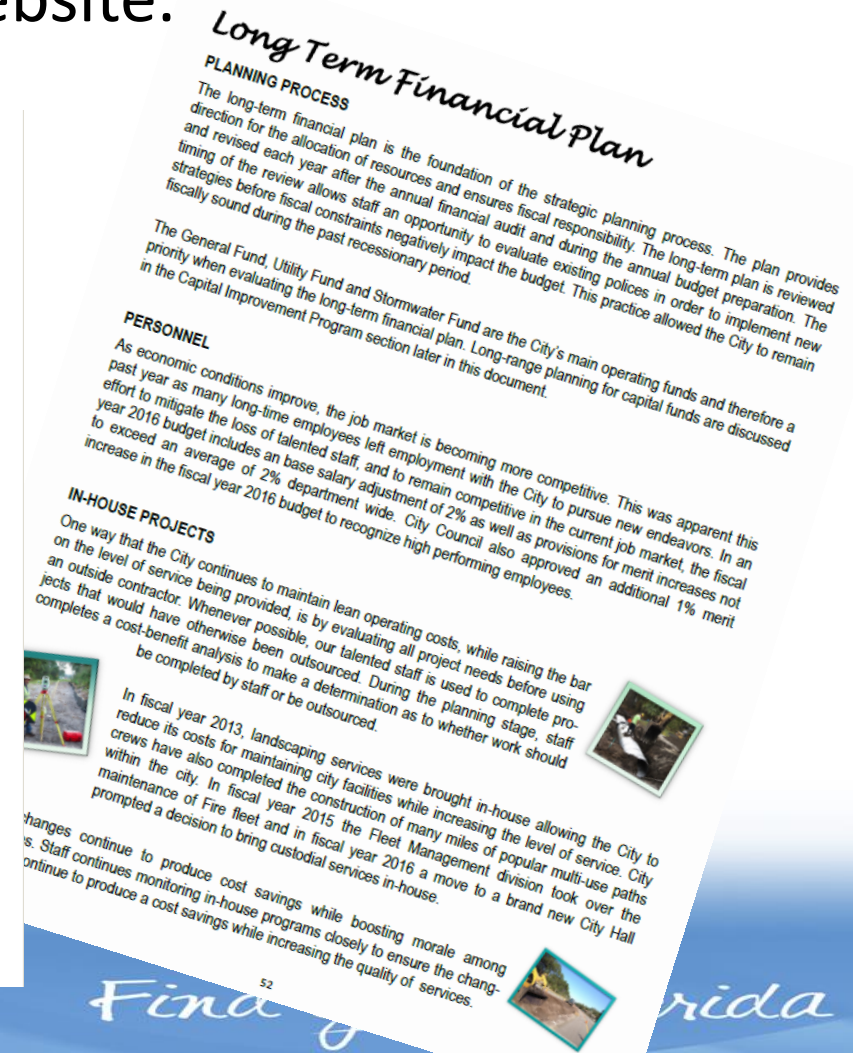 ebsite.
Long Term Financial Plan
PLANNING PROCESS
The long-term financial plan is the foundation of the strategic planning process. The plan provides
direction for the allocation of resources and ensures fiscal responsibility. The long-term plan is reviewed
and revised each year after the annual financial audit and during the annual budget preparation. The
timing of the review allows staff an opportunity to evaluate existing polices in order to implement new
strategies before fiscal constraints negatively impact the budget. This practice allowed the City to remain
fiscally sound during the past recessionary period.
The General Fund, Utility Fund and Stormwater Fund are the City's main operating funds and therefore a
priority when evaluating the long-term financial plan. Long-range planning for capital funds are discussed
in the Capital Improvement Program section later in this document.
PERSONNEL
As economic conditions improve, the job market is becoming more competitive. This was apparent this
past year as many long-time employees left employment with the City to pursue new endeavors. In an
effort to mitigate the loss of talented staff, and to remain competitive in the current job market, the fiscal
year 2016 budget includes an base salary adjustment of 2% as well as provisions for merit increases not
to exceed an average of 2% department wide. City Council also approved an additional 1% merit
increase in the fiscal year 2016 budget to recognize high performing employees.
IN-HOUSE PROJECTS
One way that the City continues to maintain lean operating costs, while raising the bar
on the level of service being provided, is by evaluating all project needs before using
an outside contractor. Whenever possible, our talented staff is used to complete pro-
jects that would have otherwise been outsourced. During the planning stage, staff
completes a cost-benefit analysis to make a determination as to whether work should
be completed by staff or be outsourced.
In fiscal year 2013, landscaping services were brought in-house allowing the City to
reduce its costs for maintaining city facilities while increasing the level of service. City
crews have also completed the construction of many miles of popular multi-use paths
within the city. In fiscal year 2015 the Fleet Management division took over the
maintenance of Fire fleet and in fiscal year 2016 a move to a brand new City Hall
prompted a decision to bring custodial services in-house.
hanges continue to produce cost savings while boosting morale among
s. Staff continues monitoring in-house programs closely to ensure the chang-
ontinue to produce a cost savings while increasing the quality of services.
52
Find rida